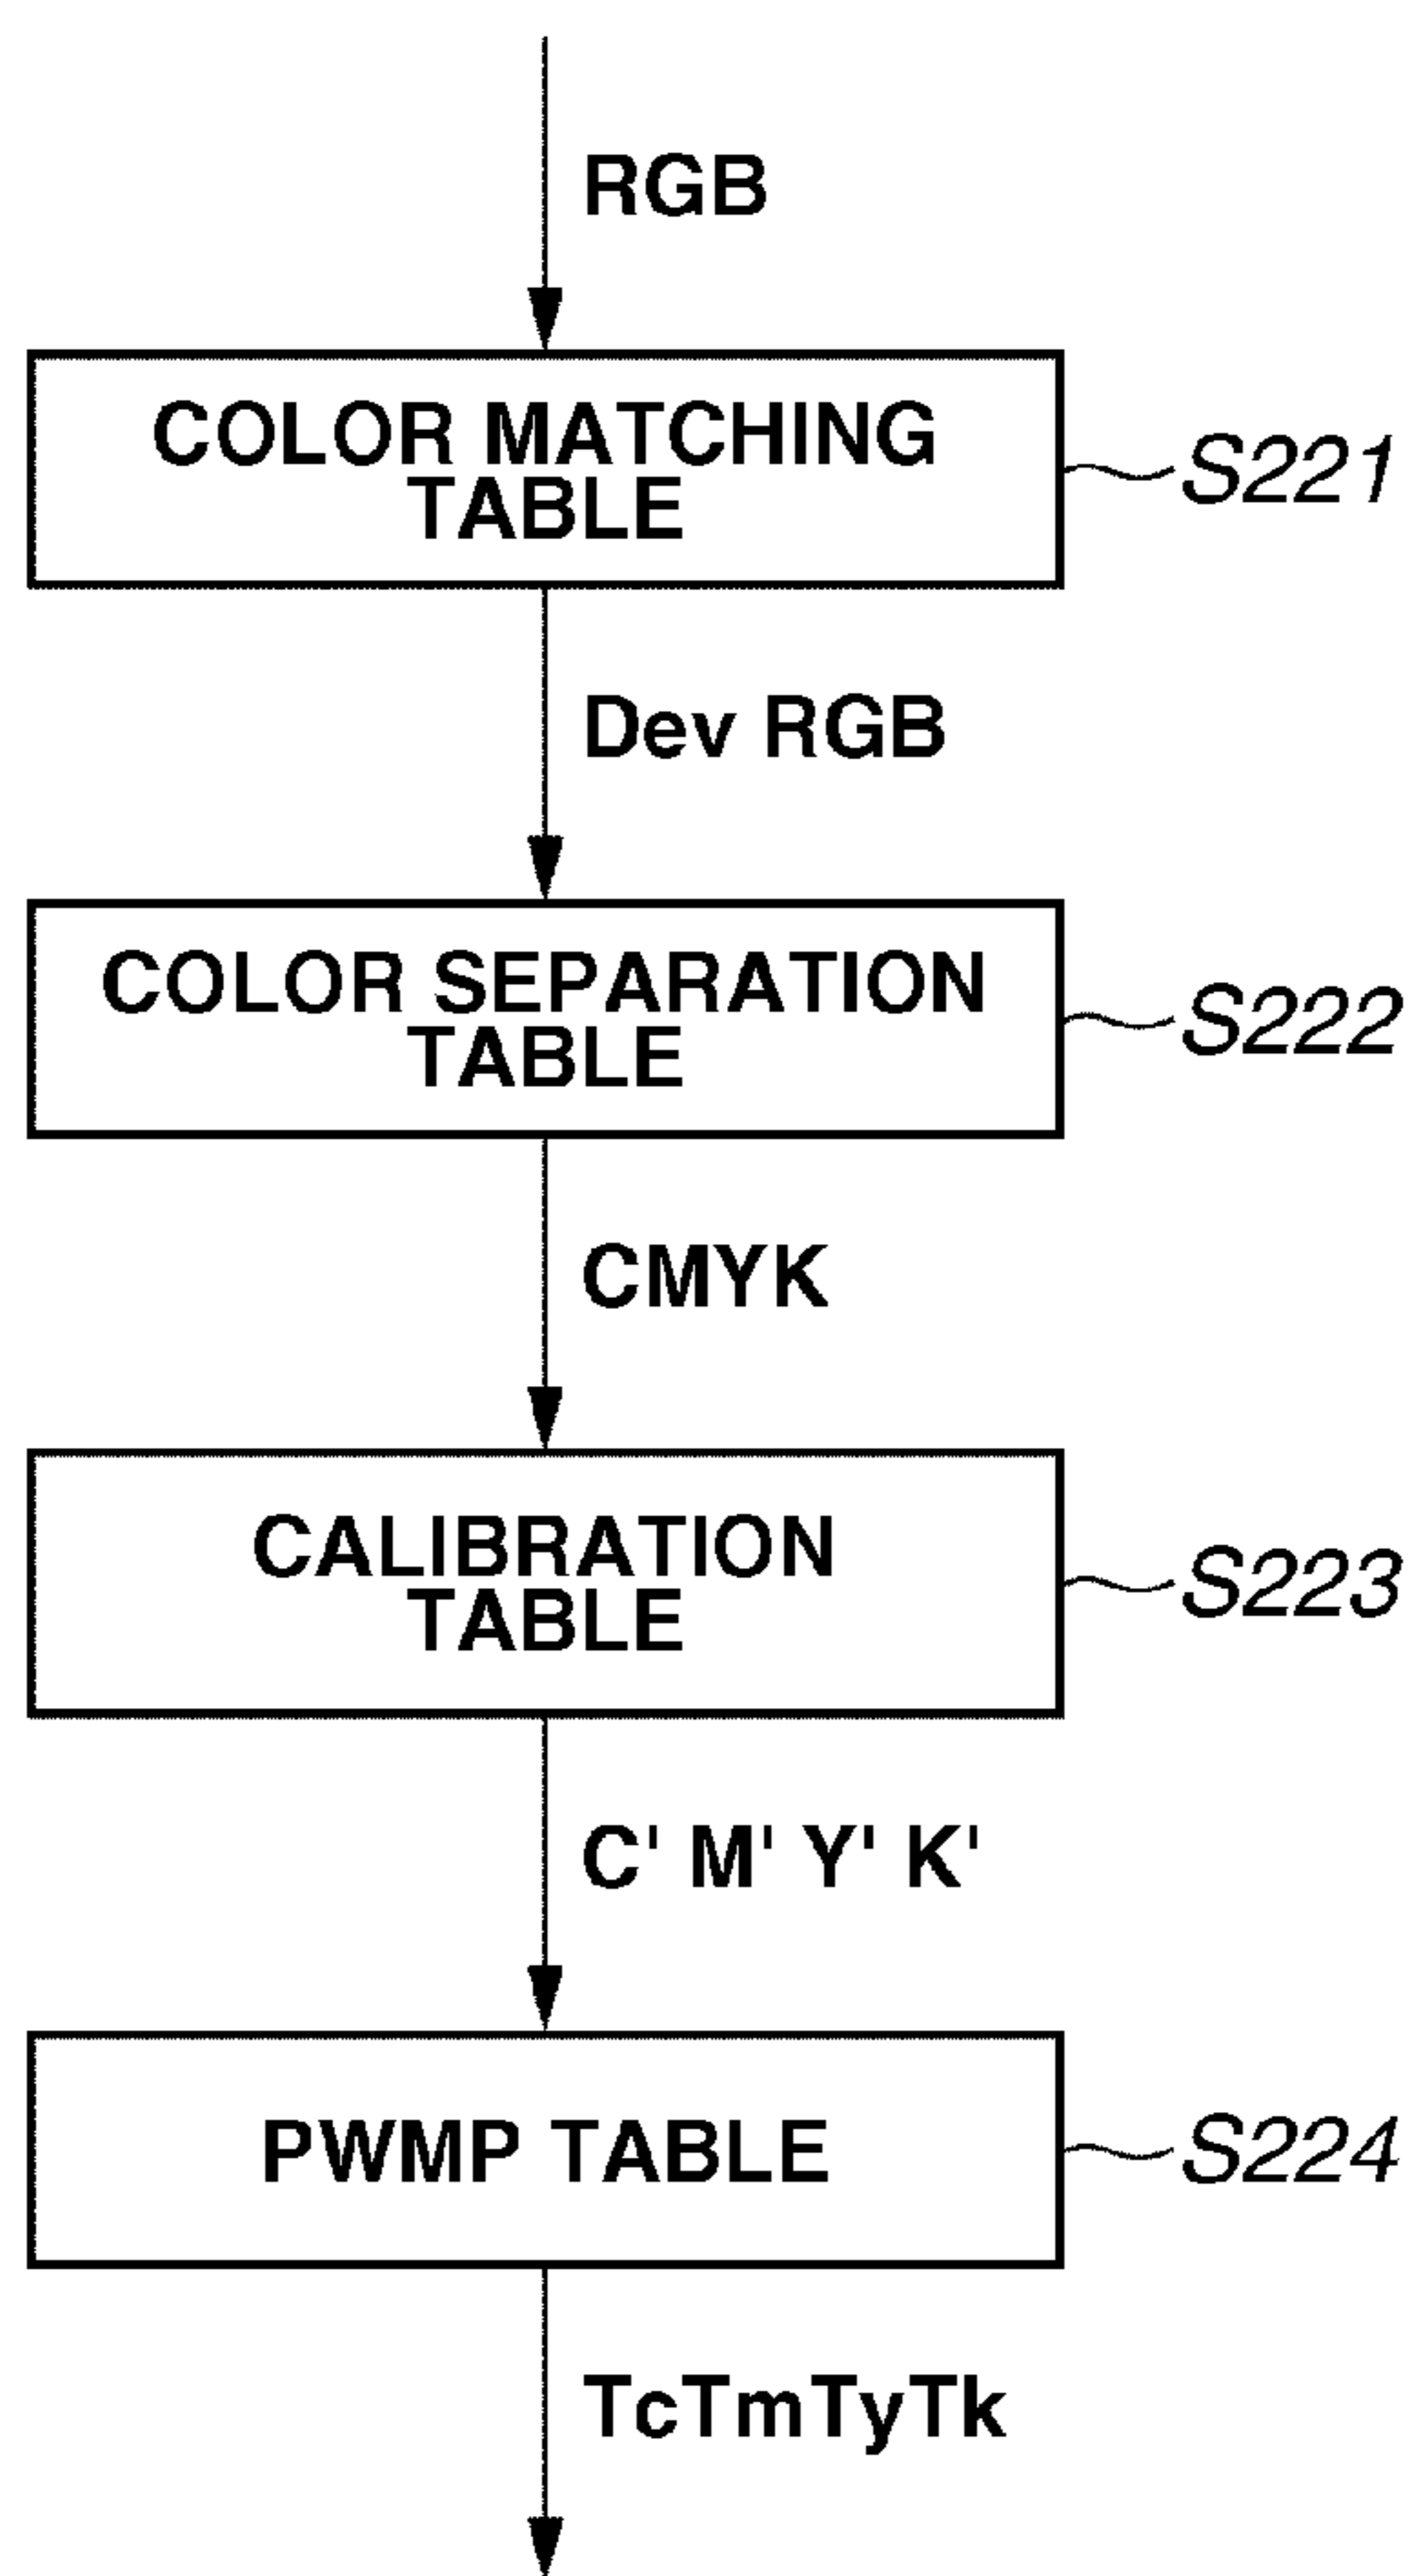 RGB
COLOR MATCHING
TABLE
S221
Dev RGB
COLOR SEPARATION
TABLE
S222
CMYK
CALIBRATION
TABLE
S223
C' M' Y' K'
PWMP TABLE
S224
TcTmTyTk